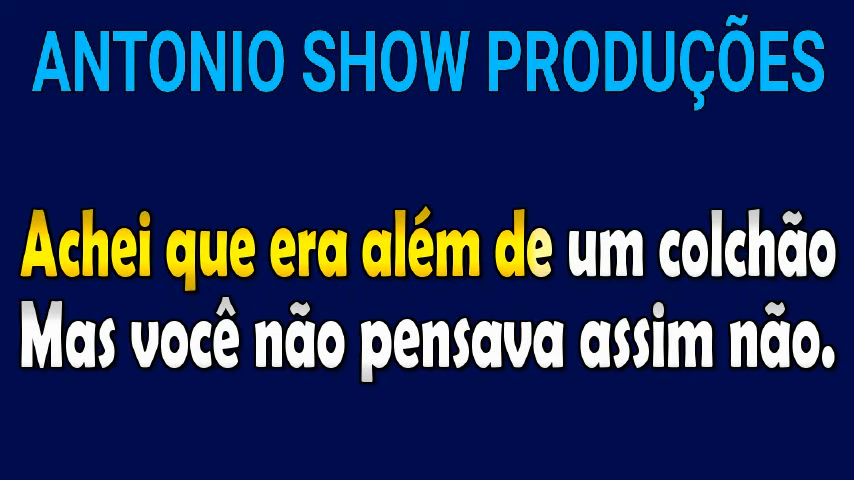 ANTONIO SHOW PRODUÇÕES
Achei que era além de um colchão
Mas você não pensava assim não.